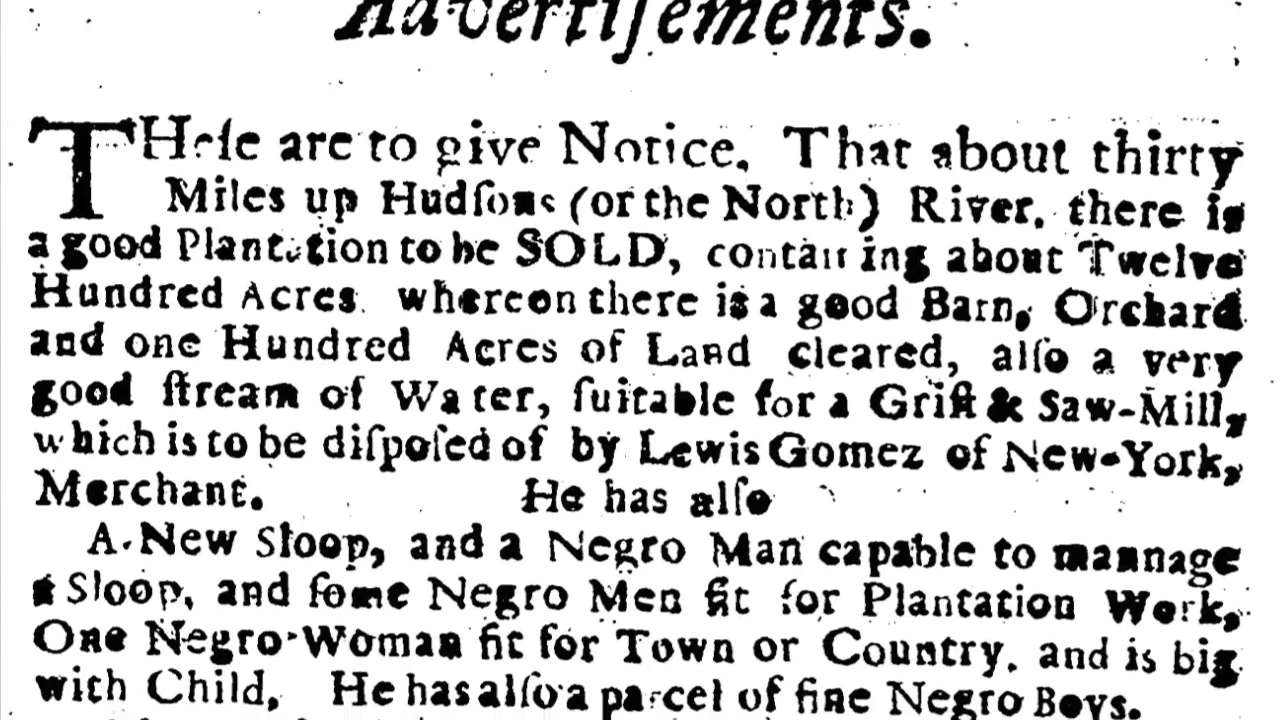 Advertiſements.
THeſe are to give Notice, That about thirty
Miles up Hudſons (or the North) River, there is
a good Plantation to be SOLD, containing about Twelve
Hundred Acres whereon there is a good Barn, Orchard
and one Hundred Acres of Land cleared, alſo a very
good ſtream of Water, ſuitable for a Griſt & Saw-Mill,
which is to be diſpoſed of by Lewis Gomez of New-York,
Merchant. He has alſo
A New Sloop, and a Negro Man capable to mannage
a Sloop, and ſome Negro Men fit for Plantation Work,
One Negro Woman fit for Town or Country, and is big
with Child, He has alſo a parcel of fine Negro Boys.